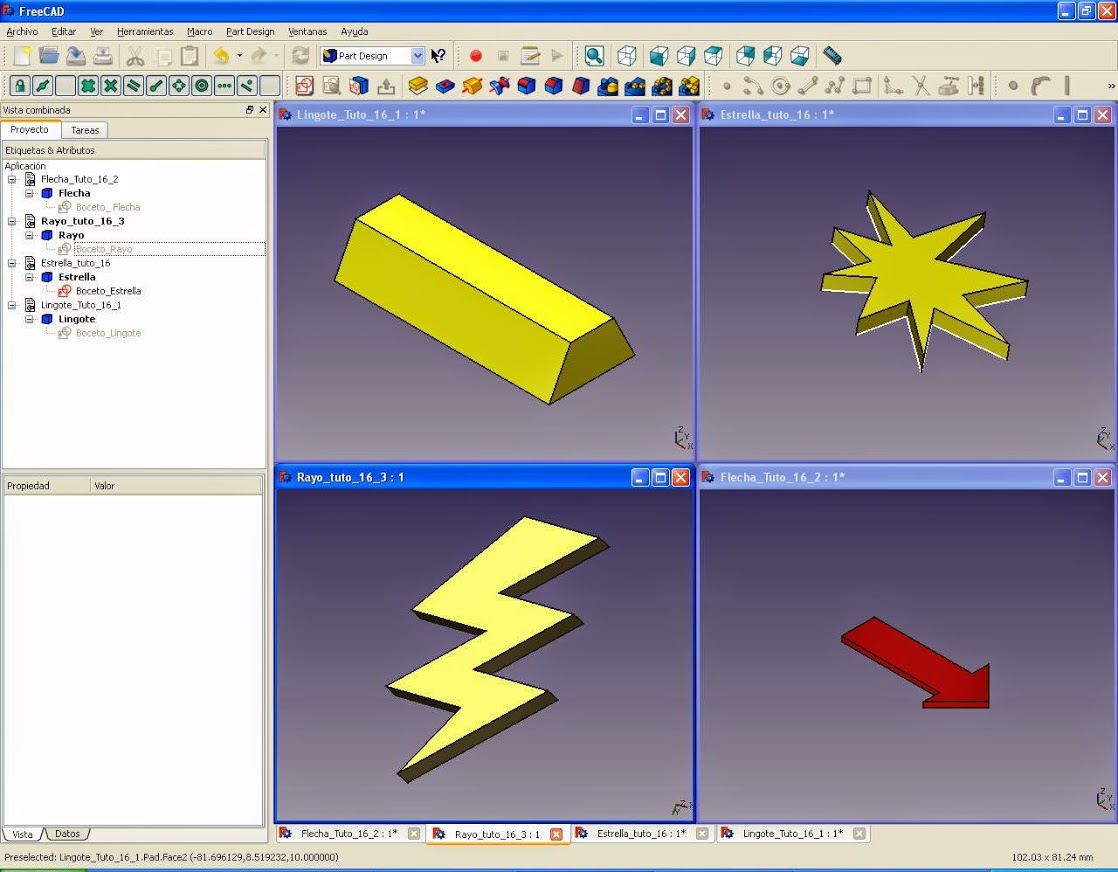 FreeCAD
Archivo Editar Ver Herramientas Macro Part Design Ventanas Ayuda
Part Design
Vista combinada
Proyecto Tareas
Etiquetas & Atributos
Aplicación
Flecha_Tuto_16_2
Flecha
Boceto_Flecha
Rayo_tuto_16_3
Rayo
Boceto_Rayo
Estrella_tuto_16
Estrella
Boceto_Estrella
Lingote_Tuto_16_1
Lingote
Boceto_Lingote
Propiedad Valor
Vista Datos
Lingote_Tuto_16_1 : 1*
Z Y X
Estrella_tuto_16 : 1*
Z Y X
Rayo_tuto_16_3 : 1
Flecha_Tuto_16_2 : 1*
Z Y X
Flecha_Tuto_16_2 : 1* Rayo_tuto_16_3 : 1 Estrella_tuto_16 : 1* Lingote_Tuto_16_1 : 1*
Preselected: Lingote_Tuto_16_1.Pad.Face2 (-81.696129,8.519232,10.000000) 102.03 x 81.24 mm